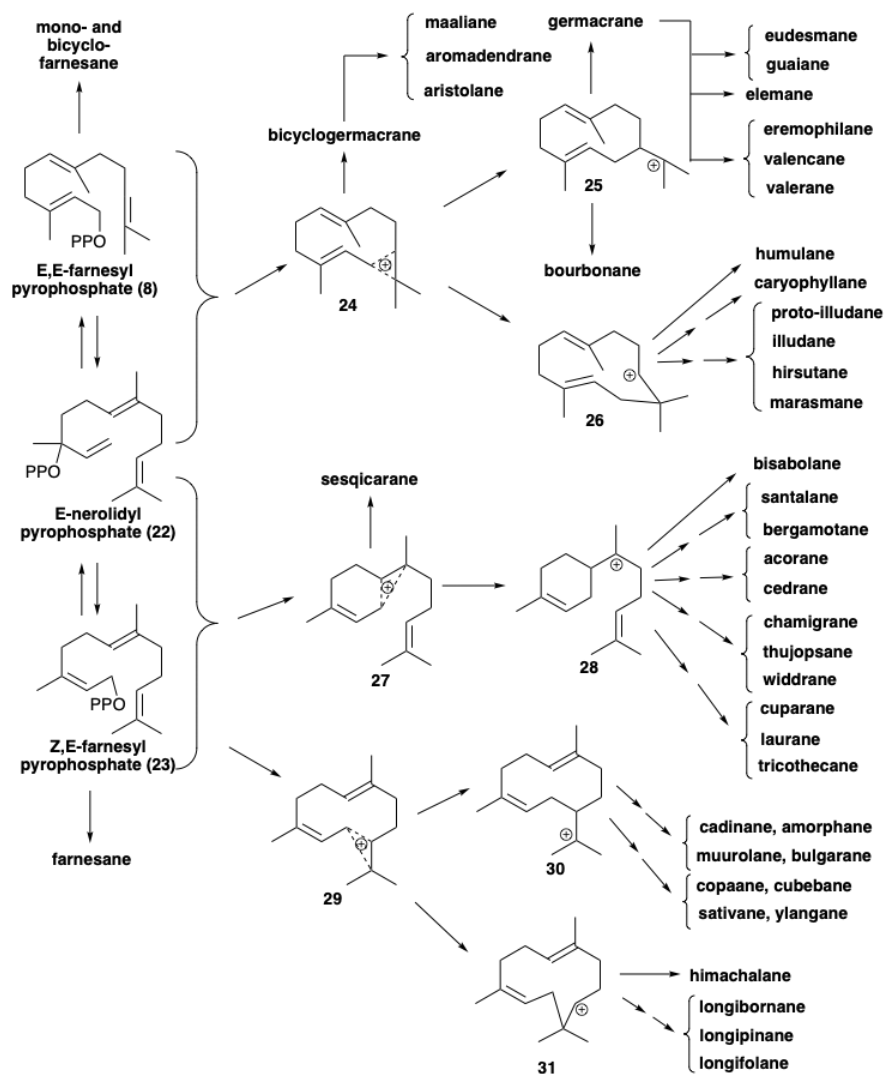 mono- and
bicyclo-
farnesane
maaliane
aromadendrane
aristolane
bicyclogermacrane
germacrane
eudesmane
guaiane
elemane
eremophilane
valencane
valerane
25
bourbonane
PPO
E,E-farnesyl
pyrophosphate (8)
24
humulane
caryophyllane
proto-illudane
illudane
hirsutane
marasmane
26
PPO
E-nerolidyl
pyrophosphate (22)
sesqicarane
27
28
bisabolane
santalane
bergamotane
acorane
cedrane
chamigrane
thujopsane
widdrane
cuparane
laurane
tricothecane
PPO
Z,E-farnesyl
pyrophosphate (23)
farnesane
29
30
cadinane, amorphane
muurolane, bulgarane
copaane, cubebane
sativane, ylangane
31
himachalane
longibornane
longipinane
longifolane